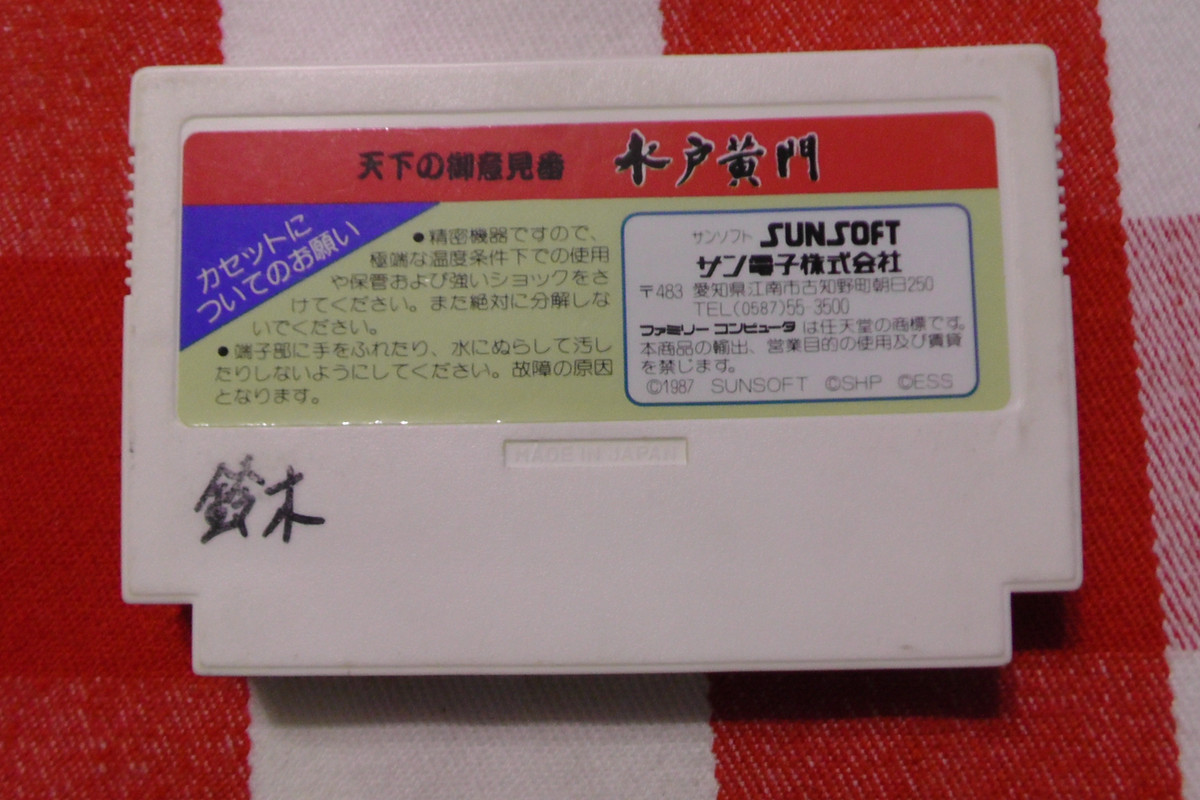 天下の御意見番 水戸黄門
カセットに
ついてのお願い
●精密機器ですので、
極端な温度条件下での使用
や保管および強いショックをさ
けてください。また絶対に分解しな
いでください。
●端子部に手をふれたり、水にぬらして汚し
たりしないようにしてください。故障の原因
となります。
サンソフト SUNSOFT
サン電子株式会社
〒483 愛知県江南市古知野町朝日250
TEL(0587)55-3500
ファミリー コンピュータ は任天堂の商標です。
本商品の輸出、営業目的の使用及び賃貸
を禁じます。
©1987 SUNSOFT ©SHP ©ESS
MADE IN JAPAN
鈴木